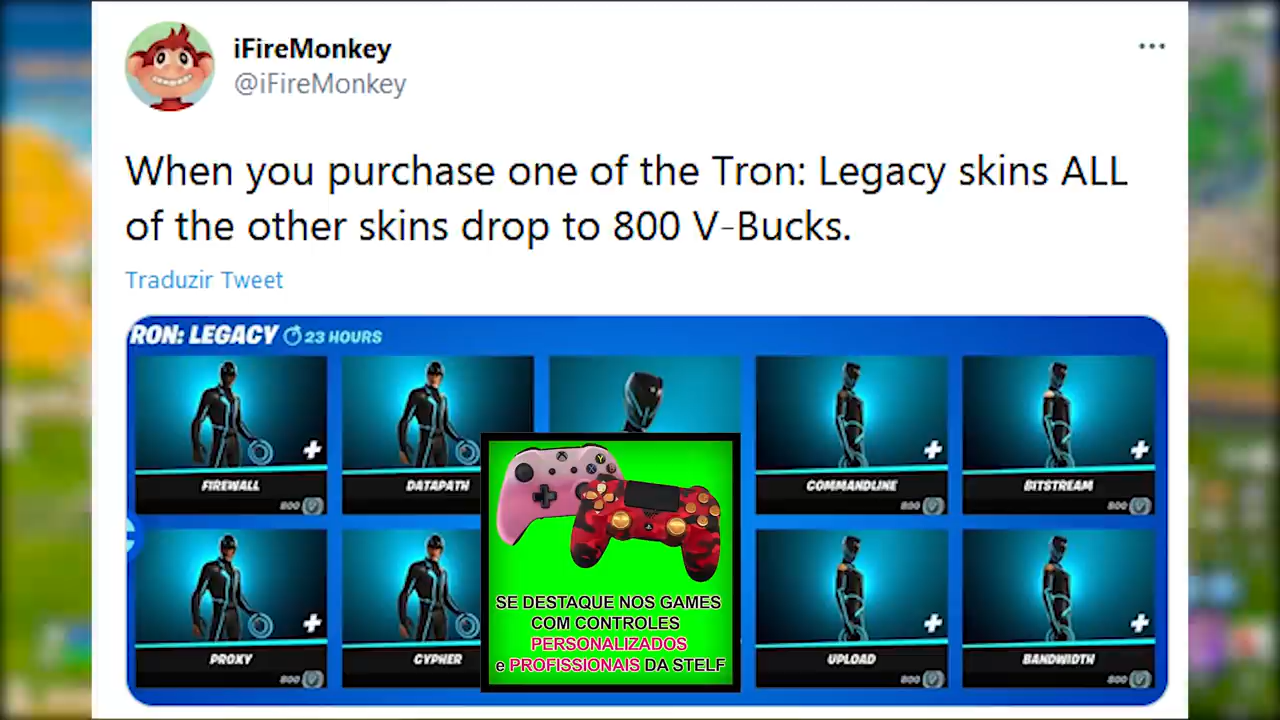 iFireMonkey
@iFireMonkey
When you purchase one of the Tron: Legacy skins ALL
of the other skins drop to 800 V-Bucks.
Traduzir Tweet
RON: LEGACY 23 HOURS
FIREWALL DATAPATH COMMANDLINE BITSTREAM
800 800 800
PROXY CYPHER UPLOAD BANDWIDTH
800 800 800
SE DESTAQUE NOS GAMES
COM CONTROLES
PERSONALIZADOS
e PROFISSIONAIS DA STELF